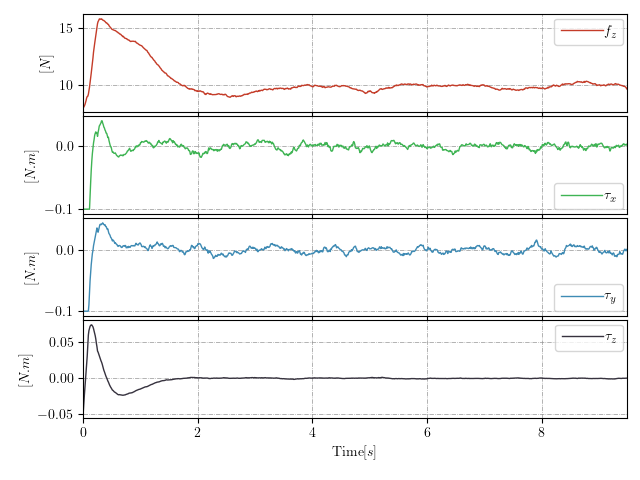 15
10
[N]
f_z
0.0
−0.1
[N.m]
τ_x
0.0
−0.1
[N.m]
τ_y
0.05
0.00
−0.05
[N.m]
τ_z
0 2 4 6 8
Time[s]